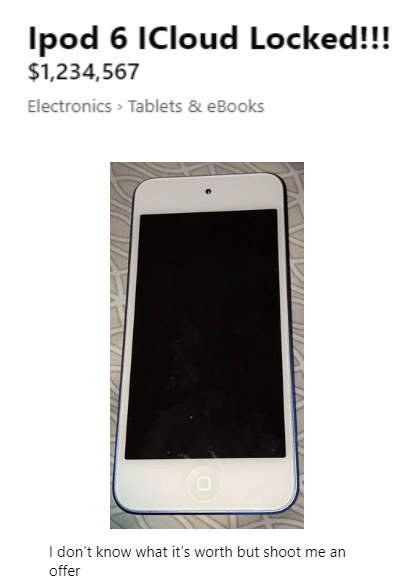 Ipod 6 ICloud Locked!!!
$1,234,567
Electronics › Tablets & eBooks
I don't know what it's worth but shoot me an
offer